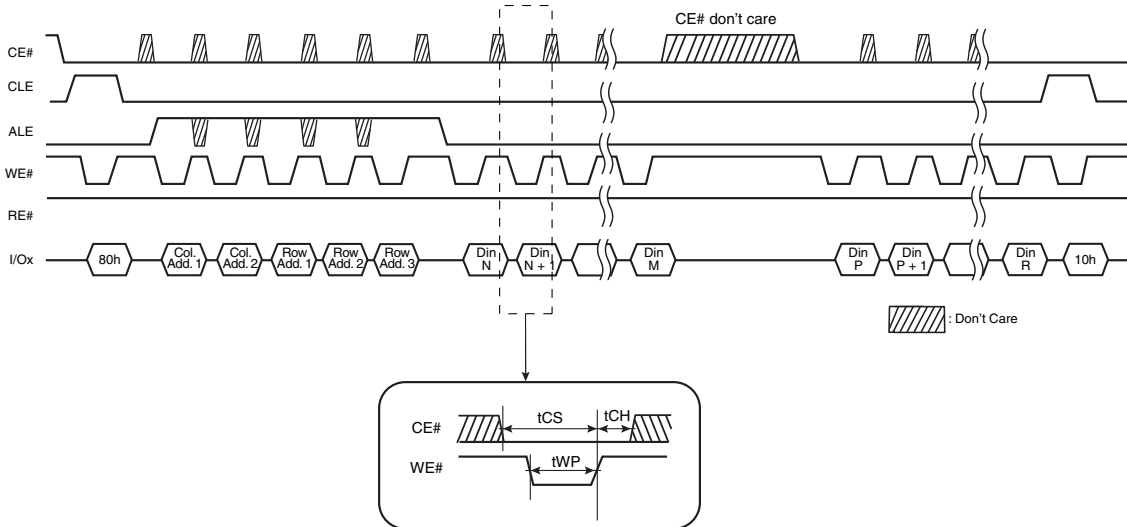 CE# don't care
CE#
CLE
ALE
WE#
RE#
I/Ox
80h
Col.
Add. 1
Col.
Add. 2
Row
Add. 1
Row
Add. 2
Row
Add. 3
Din
N
Din
N + 1
Din
M
Din
P
Din
P + 1
Din
R
10h
: Don't Care
CE#
tCS
tCH
WE#
tWP